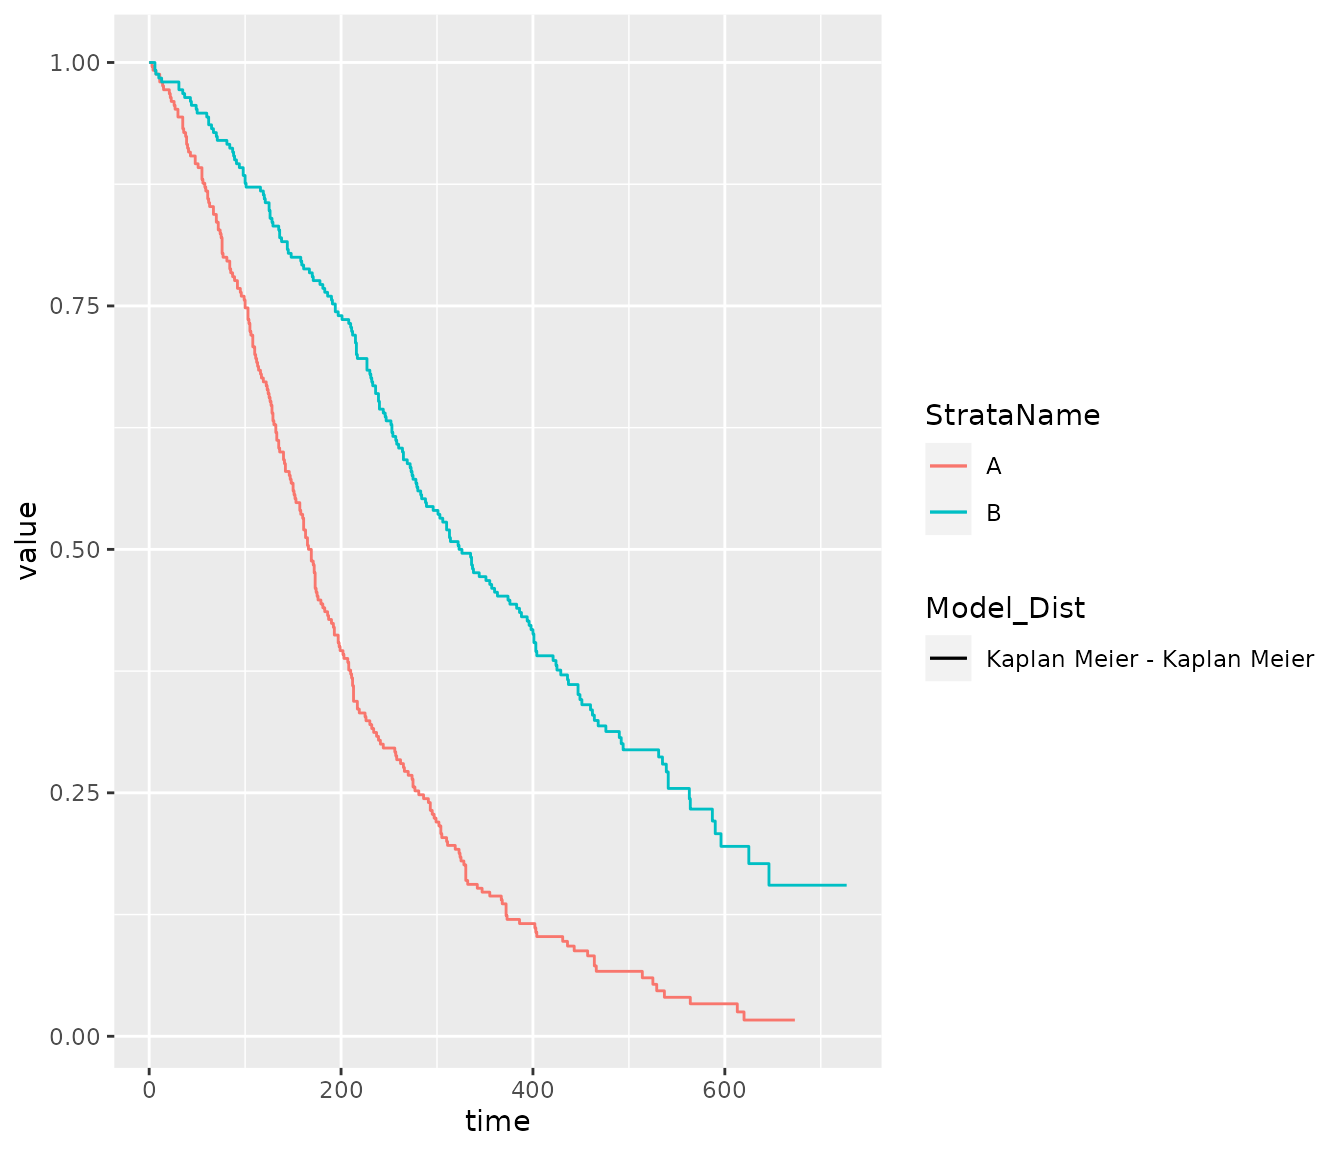 1.00
0.75
0.50
0.25
0.00
value
0
200
400
600
time
StrataName
A
B
Model_Dist
Kaplan Meier - Kaplan Meier